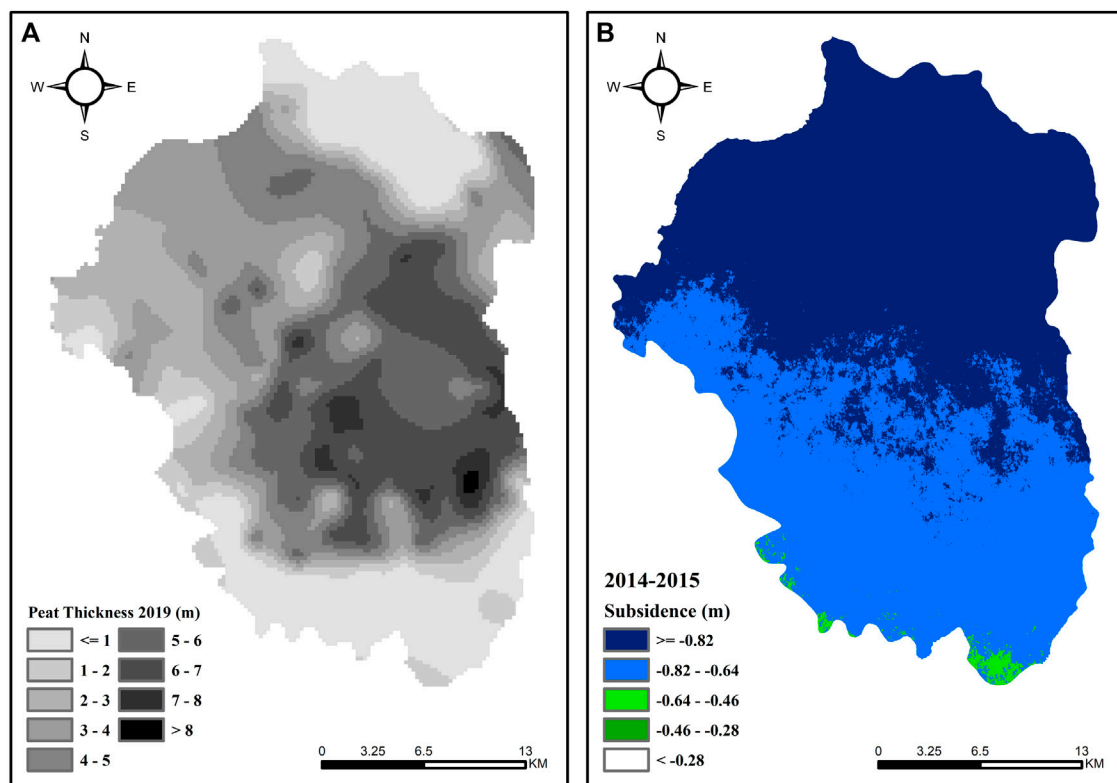 A
N
W E
S
Peat Thickness 2019 (m)
<= 1 5 - 6
1 - 2 6 - 7
2 - 3 7 - 8
3 - 4 > 8
4 - 5
0 3.25 6.5 13
KM
B
N
W E
S
2014-2015
Subsidence (m)
>= -0.82
-0.82 - -0.64
-0.64 - -0.46
-0.46 - -0.28
< -0.28
0 3.25 6.5 13
KM